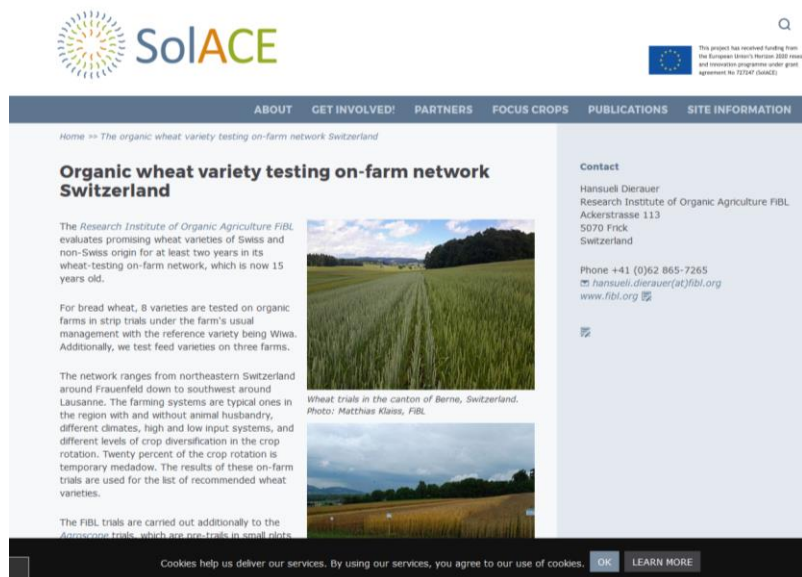 SolACE
This project has received funding from
the European Union's Horizon 2020
and innovation programme under grant
agreement No 727247 (SolACE)
ABOUT GET INVOLVED! PARTNERS FOCUS CROPS PUBLICATIONS SITE INFORMATION
Home >> The organic wheat variety testing on-farm network Switzerland
Organic wheat variety testing on-farm network
Switzerland
The Research Institute of Organic Agriculture FiBL
evaluates promising wheat varieties of Swiss and
non-Swiss origin for at least two years in its
wheat-testing on-farm network, which is now 15
years old.
For bread wheat, 8 varieties are tested on organic
farms in strip trials under the farm's usual
management with the reference variety being Wiwa.
Additionally, we test feed varieties on three farms.
The network ranges from northeastern Switzerland
around Frauenfeld down to southwest around
Lausanne. The farming systems are typical ones in
the region with and without animal husbandry,
different climates, high and low input systems, and
different levels of crop diversification in the crop
rotation. Twenty percent of the crop rotation is
temporary medadow. The results of these on-farm
trials are used for the list of recommended wheat
varieties.
The FiBL trials are carried out additionally to the
Agroscope trials, which are pre-trails in small plots
Wheat trials in the canton of Berne, Switzerland.
Photo: Matthias Klaiss, FiBL
Contact
Hansueli Dierauer
Research Institute of Organic Agriculture FiBL
Ackerstrasse 113
5070 Frick
Switzerland
Phone +41 (0)62 865-7265
hansueli.dierauer(at)fibl.org
www.fibl.org
Cookies help us deliver our services. By using our services, you agree to our use of cookies. OK LEARN MORE